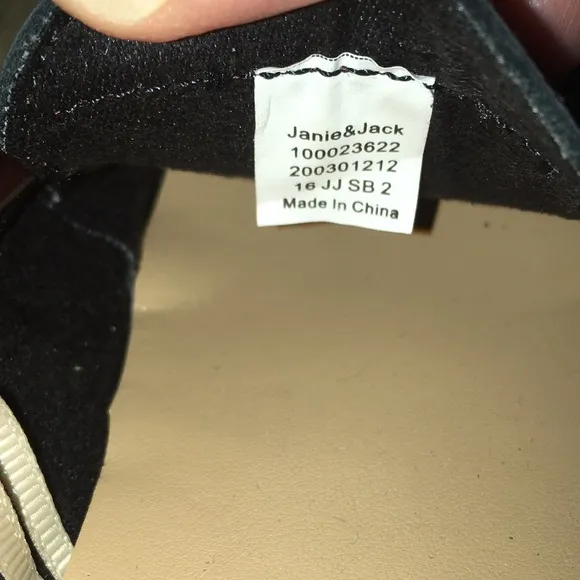 Janie&Jack
100023622
200301212
16 JJ SB 2
Made In China